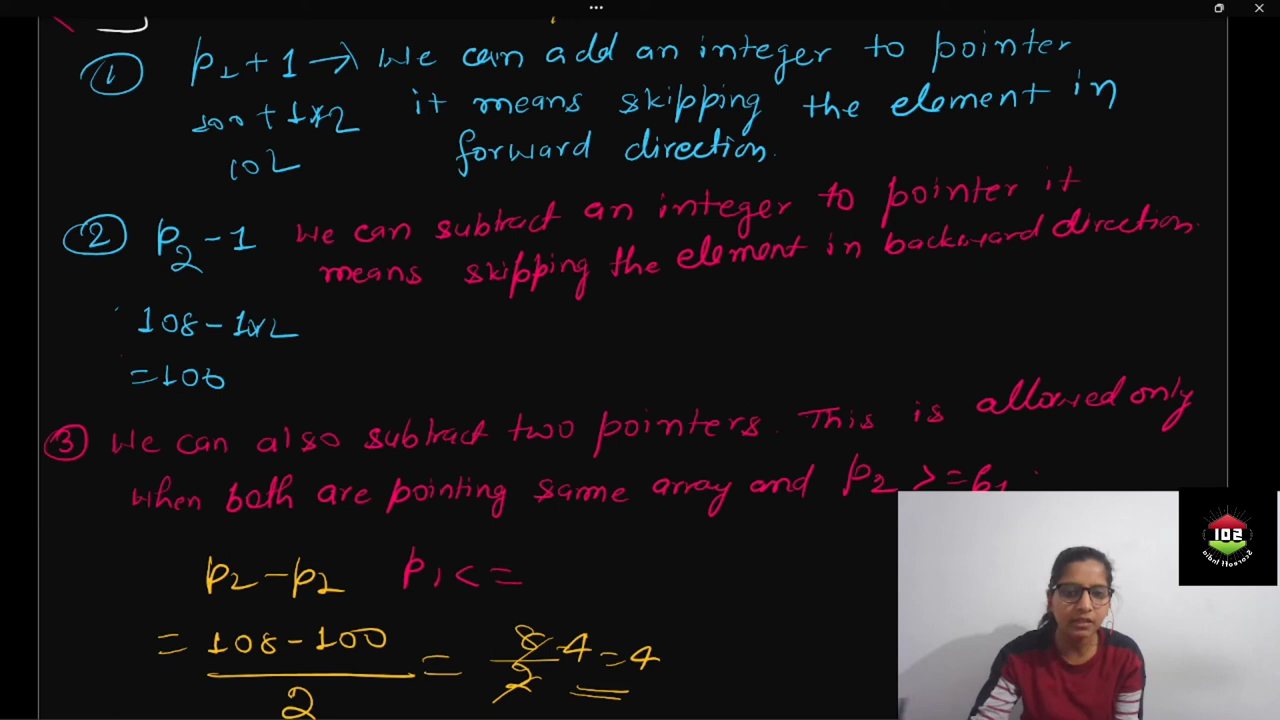 ① p1 + 1 → We can add an integer to pointer
100 + 1*2 it means skipping the element in
102 forward direction.
② p2 - 1 We can subtract an integer to pointer it
means skipping the element in backward direction.
108 - 1*2
= 106
③ We can also subtract two pointers. This is allowed only
when both are pointing same array and p2 >= p1
p2 - p1 p1 <=
= 108 - 100 = 8 4 = 4
2 2